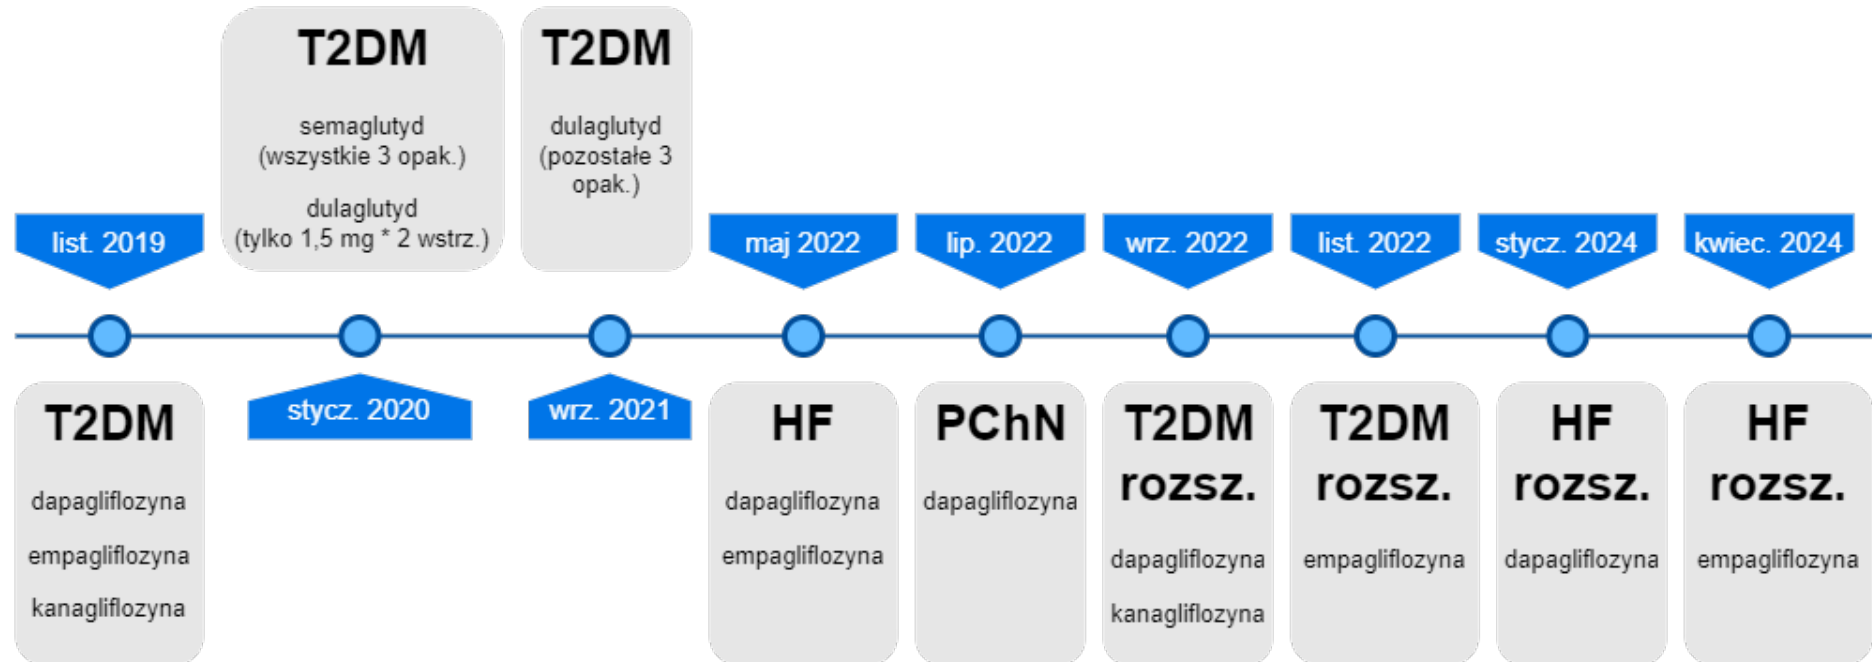 list. 2019
T2DM
dapagliflozyna
empagliflozyna
kanagliflozyna
T2DM
semaglutyd
(wszystkie 3 opak.)
dulaglutyd
(tylko 1,5 mg * 2 wstrz.)
stycz. 2020
T2DM
dulaglutyd
(pozostałe 3
opak.)
wrz. 2021
maj 2022
HF
dapagliflozyna
empagliflozyna
lip. 2022
PChN
dapagliflozyna
wrz. 2022
T2DM
rozsz.
dapagliflozyna
kanagliflozyna
list. 2022
T2DM
rozsz.
empagliflozyna
stycz. 2024
HF
rozsz.
dapagliflozyna
kwiec. 2024
HF
rozsz.
empagliflozyna